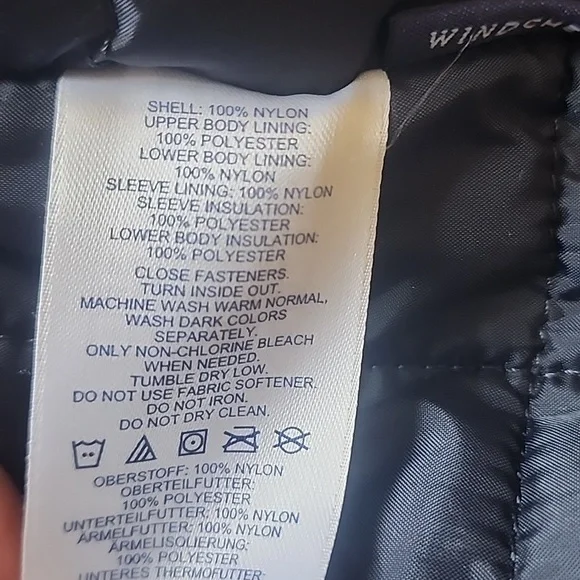 WINDCH
SHELL: 100% NYLON
UPPER BODY LINING:
100% POLYESTER
LOWER BODY LINING:
100% NYLON
SLEEVE LINING: 100% NYLON
SLEEVE INSULATION:
100% POLYESTER
LOWER BODY INSULATION:
100% POLYESTER
CLOSE FASTENERS.
TURN INSIDE OUT.
MACHINE WASH WARM NORMAL,
WASH DARK COLORS
SEPARATELY.
ONLY NON-CHLORINE BLEACH
WHEN NEEDED.
TUMBLE DRY LOW.
DO NOT USE FABRIC SOFTENER.
DO NOT IRON.
DO NOT DRY CLEAN.
OBERSTOFF: 100% NYLON
OBERTEILFUTTER:
100% POLYESTER
UNTERTEILFUTTER: 100% NYLON
ÄRMELFUTTER: 100% NYLON
ÄRMELISOLIERUNG:
100% POLYESTER
UNTERES THERMOFUTTER: